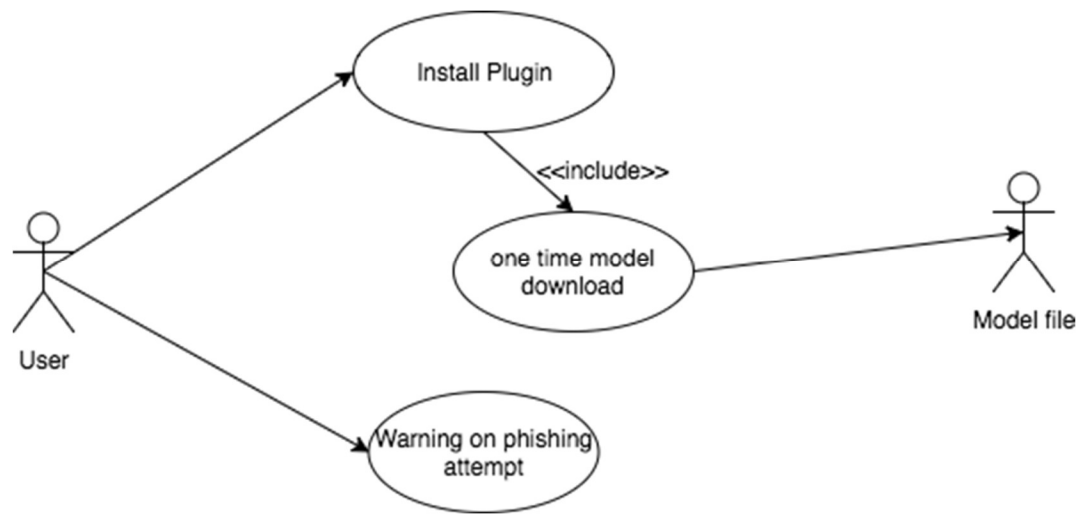 Install Plugin
<<include>>
one time model
download
Model file
User
Warning on phishing
attempt